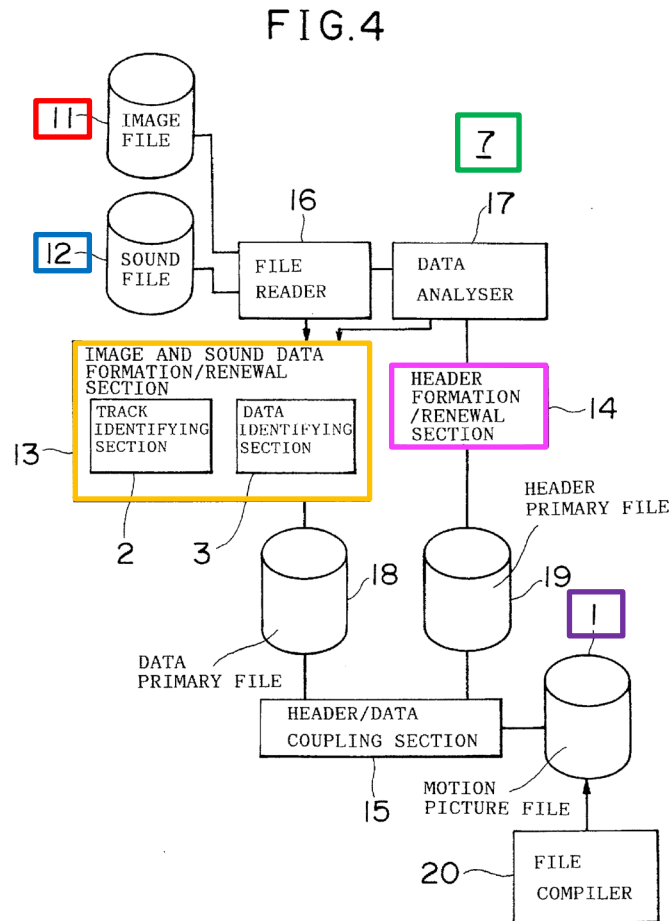 FIG.4
11
IMAGE
FILE
7
12
SOUND
FILE
16
FILE
READER
17
DATA
ANALYSER
IMAGE AND SOUND DATA
FORMATION/RENEWAL
SECTION
TRACK
IDENTIFYING
SECTION
DATA
IDENTIFYING
SECTION
13
2
3
HEADER
FORMATION
/RENEWAL
SECTION
14
18
DATA
PRIMARY FILE
HEADER
PRIMARY FILE
19
1
HEADER/DATA
COUPLING SECTION
15
MOTION
PICTURE FILE
20
FILE
COMPILER